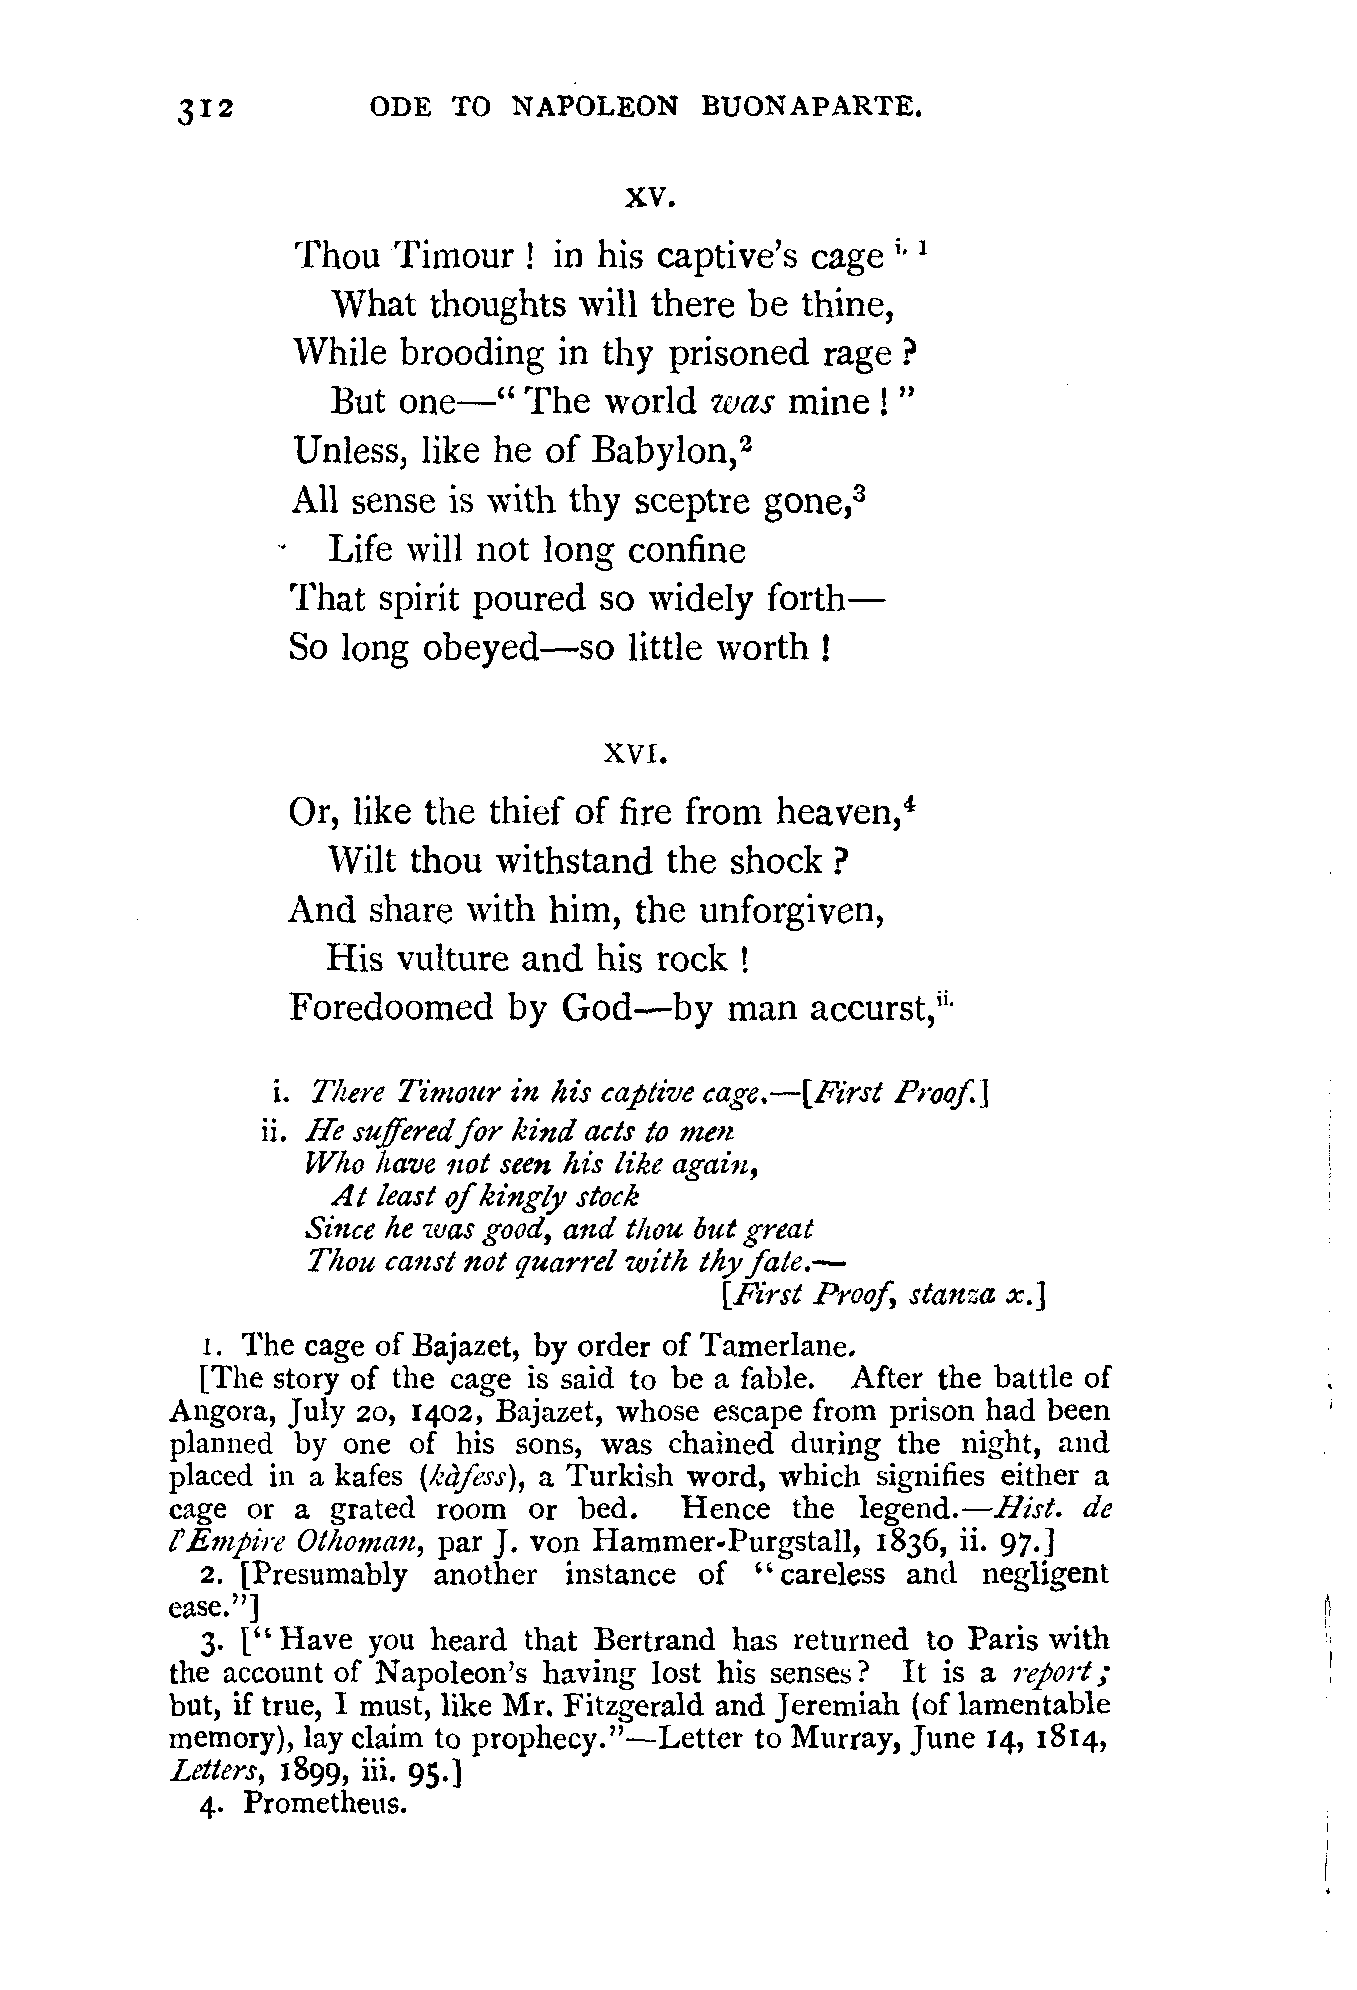 312 ODE TO NAPOLEON BUONAPARTE.
XV.
Thou Timour ! in his captive's cage i. 1
What thoughts will there be thine,
While brooding in thy prisoned rage ?
But one—" The world was mine ! "
Unless, like he of Babylon,2
All sense is with thy sceptre gone,3
Life will not long confine
That spirit poured so widely forth—
So long obeyed—so little worth !
XVI.
Or, like the thief of fire from heaven,4
Wilt thou withstand the shock ?
And share with him, the unforgiven,
His vulture and his rock !
Foredoomed by God—by man accurst,ii.
i. There Timour in his captive cage.—[First Proof.]
ii. He suffered for kind acts to men
Who have not seen his like again,
At least of kingly stock
Since he was good, and thou but great
Thou canst not quarrel with thy fate.—
[First Proof, stanza x.]
1. The cage of Bajazet, by order of Tamerlane.
[The story of the cage is said to be a fable. After the battle of
Angora, July 20, 1402, Bajazet, whose escape from prison had been
planned by one of his sons, was chained during the night, and
placed in a kafes (kàfess), a Turkish word, which signifies either a
cage or a grated room or bed. Hence the legend.—Hist. de
l'Empire Othoman, par J. von Hammer-Purgstall, 1836, ii. 97.]
2. [Presumably another instance of "careless and negligent
ease."]
3. ["Have you heard that Bertrand has returned to Paris with
the account of Napoleon's having lost his senses? It is a report;
but, if true, I must, like Mr. Fitzgerald and Jeremiah (of lamentable
memory), lay claim to prophecy."—Letter to Murray, June 14, 1814,
Letters, 1899, iii. 95.]
4. Prometheus.